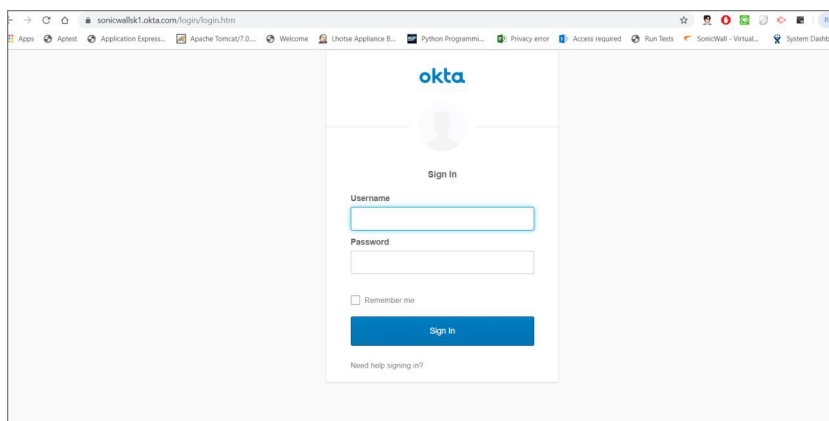 sonicwallsk1.okta.com/login/login.htm
Apps Aptest Application Express... Apache Tomcat/7.0.... Welcome Lhotse Appliance B... Python Programmi... Privacy error Access required Run Tests SonicWall - Virtual... System Dashb
okta
Sign In
Username
Password
Remember me
Sign In
Need help signing in?